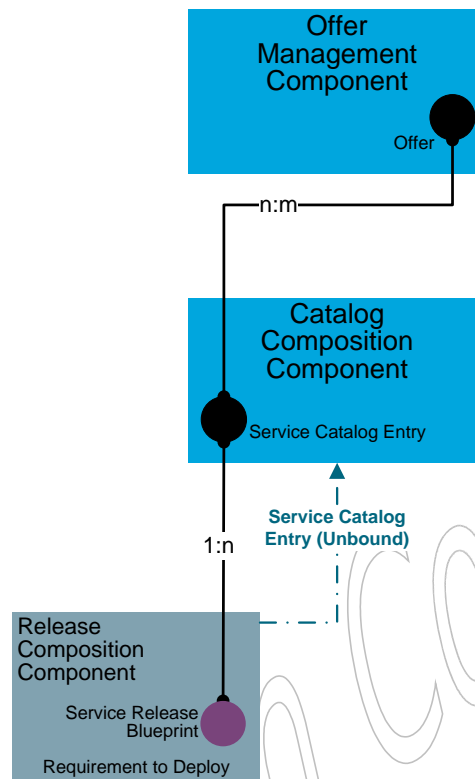 Offer
Management
Component
Offer
n:m
Catalog
Composition
Component
Service Catalog Entry
Service Catalog
Entry (Unbound)
1:n
Release
Composition
Component
Service Release
Blueprint
Requirement to Deploy